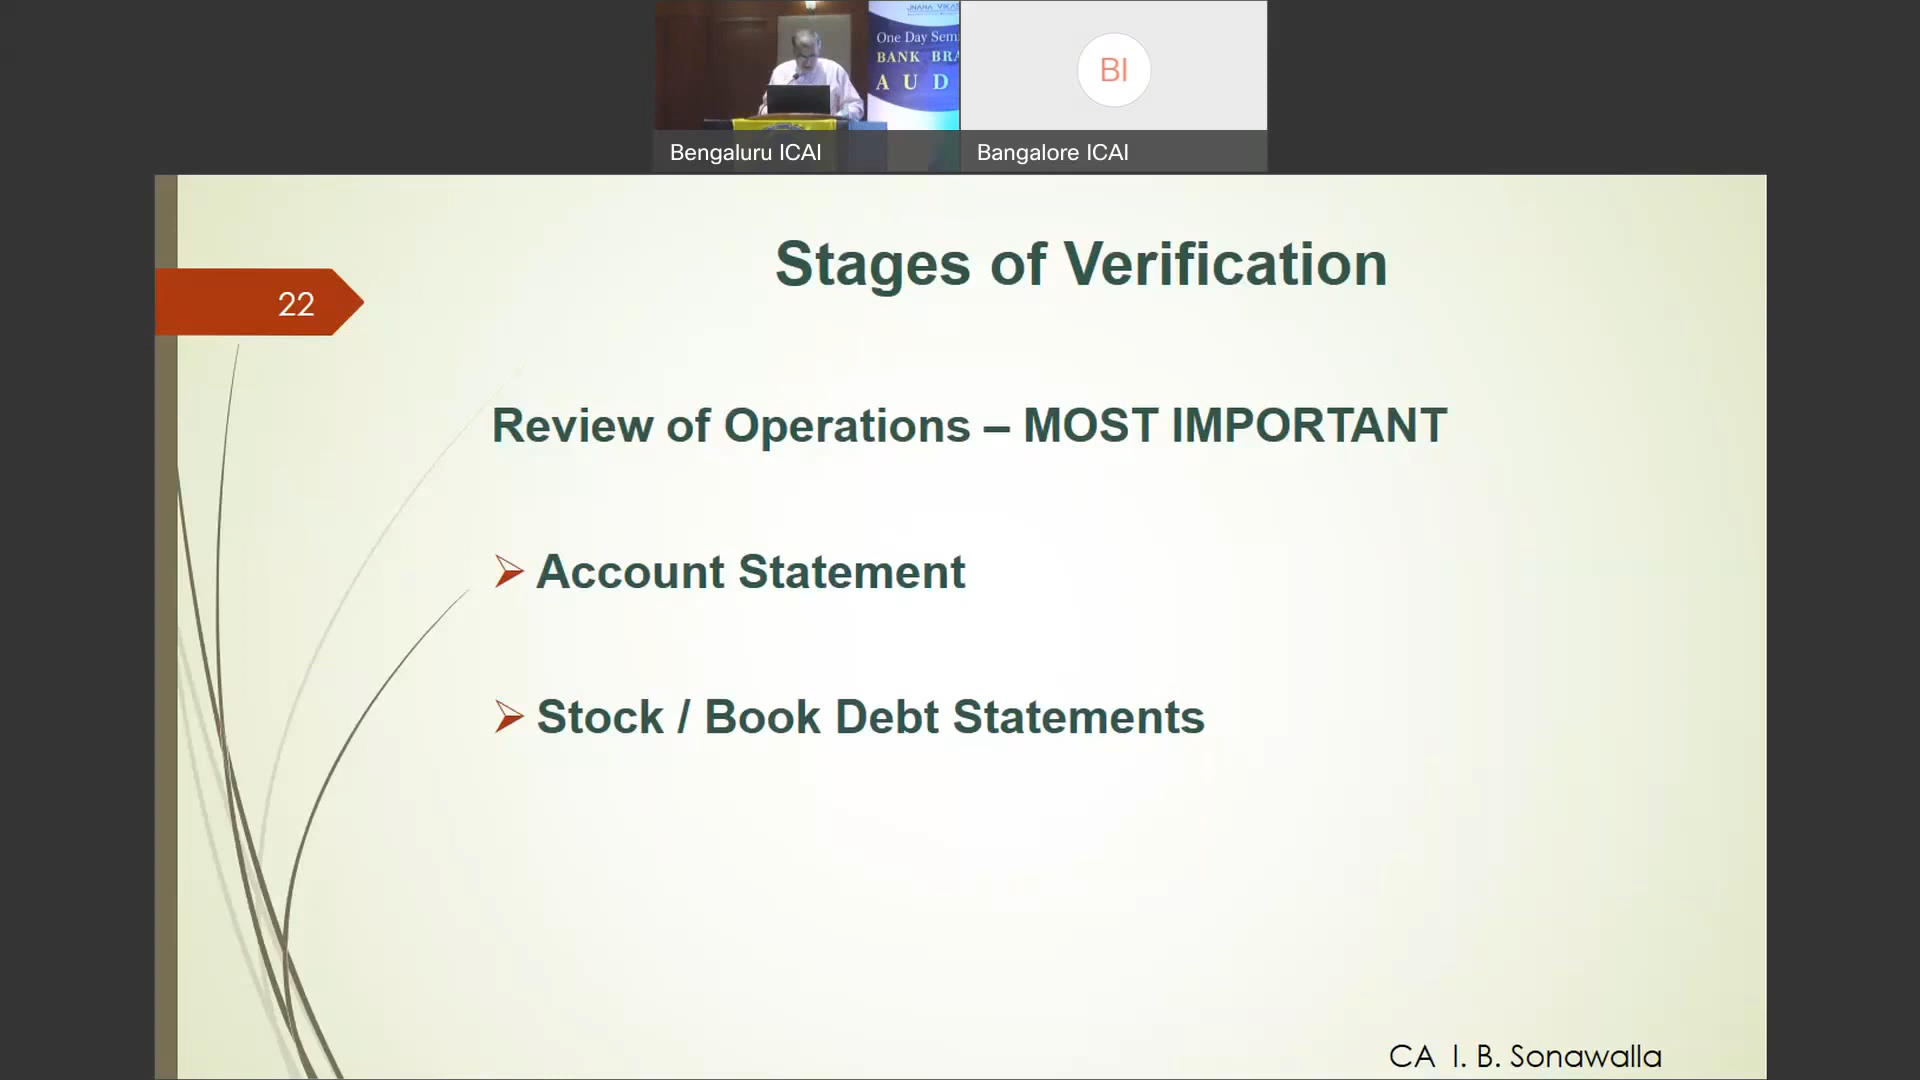 One Day Sem
BANK BRA
AUD
BI
Bengaluru ICAI
Bangalore ICAI
Stages of Verification
22
Review of Operations – MOST IMPORTANT
Account Statement
Stock / Book Debt Statements
CA I. B. Sonawalla